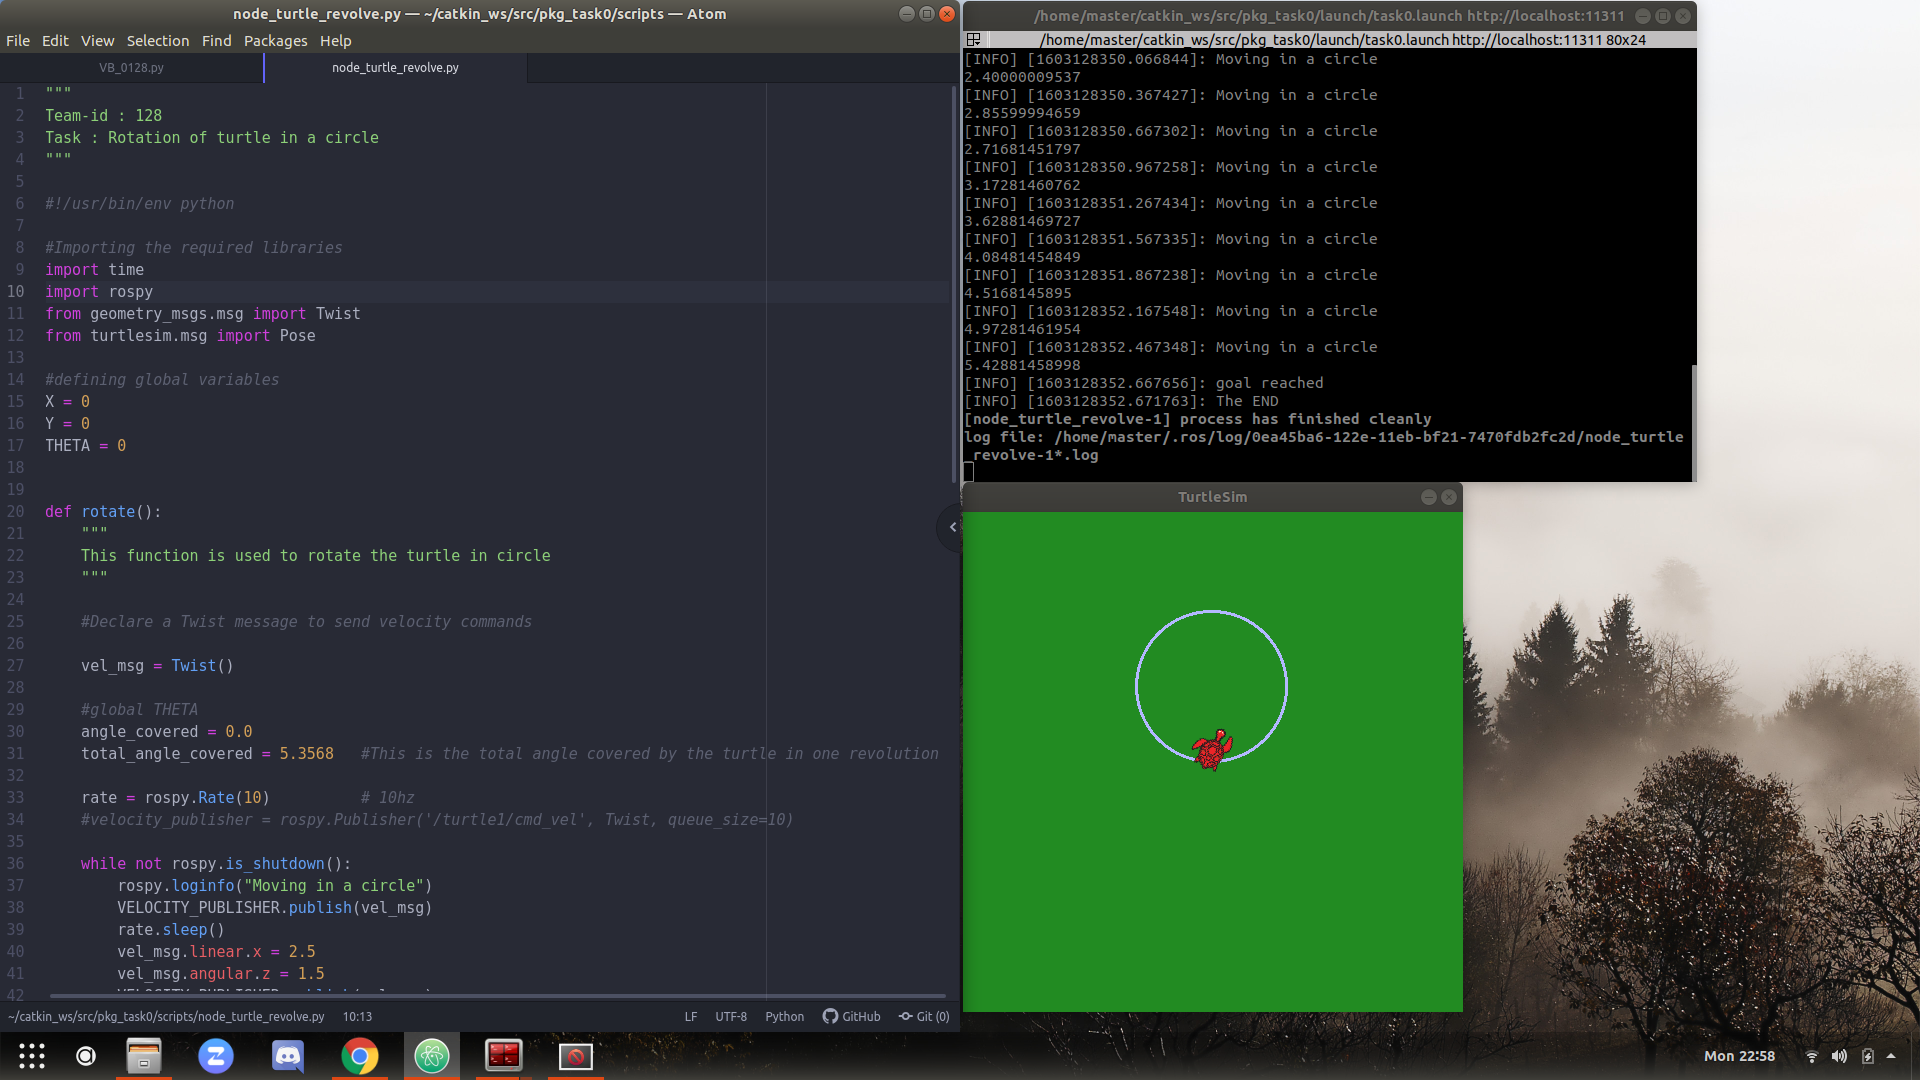 node_turtle_revolve.py — ~/catkin_ws/src/pkg_task0/scripts — Atom
File Edit View Selection Find Packages Help
VB_0128.py node_turtle_revolve.py
1 """
2 Team-id : 128
3 Task : Rotation of turtle in a circle
4 """
5
6 #!/usr/bin/env python
7
8 #Importing the required libraries
9 import time
10 import rospy
11 from geometry_msgs.msg import Twist
12 from turtlesim.msg import Pose
13
14 #defining global variables
15 X = 0
16 Y = 0
17 THETA = 0
18
19
20 def rotate():
21 """
22 This function is used to rotate the turtle in circle
23 """
24
25 #Declare a Twist message to send velocity commands
26
27 vel_msg = Twist()
28
29 #global THETA
30 angle_covered = 0.0
31 total_angle_covered = 5.3568 #This is the total angle covered by the turtle in one revolution
32
33 rate = rospy.Rate(10) # 10hz
34 #velocity_publisher = rospy.Publisher('/turtle1/cmd_vel', Twist, queue_size=10)
35
36 while not rospy.is_shutdown():
37 rospy.loginfo("Moving in a circle")
38 VELOCITY_PUBLISHER.publish(vel_msg)
39 rate.sleep()
40 vel_msg.linear.x = 2.5
41 vel_msg.angular.z = 1.5
42
~/catkin_ws/src/pkg_task0/scripts/node_turtle_revolve.py 10:13 LF UTF-8 Python GitHub Git (0)
/home/master/catkin_ws/src/pkg_task0/launch/task0.launch http://localhost:11311
/home/master/catkin_ws/src/pkg_task0/launch/task0.launch http://localhost:11311 80x24
[INFO] [1603128350.066844]: Moving in a circle
2.40000009537
[INFO] [1603128350.367427]: Moving in a circle
2.85599994659
[INFO] [1603128350.667302]: Moving in a circle
2.71681451797
[INFO] [1603128350.967258]: Moving in a circle
3.17281460762
[INFO] [1603128351.267434]: Moving in a circle
3.62881469727
[INFO] [1603128351.567335]: Moving in a circle
4.08481454849
[INFO] [1603128351.867238]: Moving in a circle
4.5168145895
[INFO] [1603128352.167548]: Moving in a circle
4.97281461954
[INFO] [1603128352.467348]: Moving in a circle
5.42881458998
[INFO] [1603128352.667656]: goal reached
[INFO] [1603128352.671763]: The END
[node_turtle_revolve-1] process has finished cleanly
log file: /home/master/.ros/log/0ea45ba6-122e-11eb-bf21-7470fdb2fc2d/node_turtle
_revolve-1*.log
TurtleSim
Mon 22:58